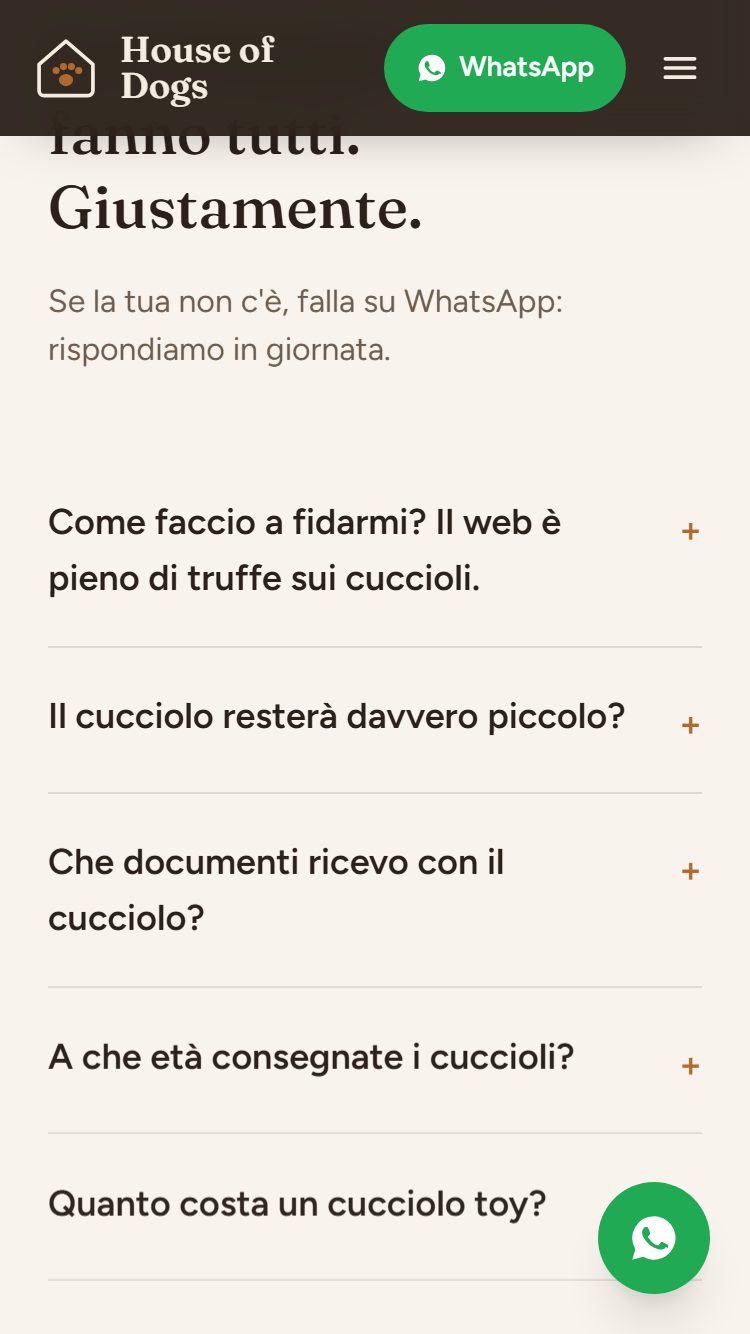 House of
Dogs
WhatsApp
fanno tutti.
Giustamente.
Se la tua non c'è, falla su WhatsApp:
rispondiamo in giornata.
Come faccio a fidarmi? Il web è
pieno di truffe sui cuccioli.
+
Il cucciolo resterà davvero piccolo?
+
Che documenti ricevo con il
cucciolo?
+
A che età consegnate i cuccioli?
+
Quanto costa un cucciolo toy?